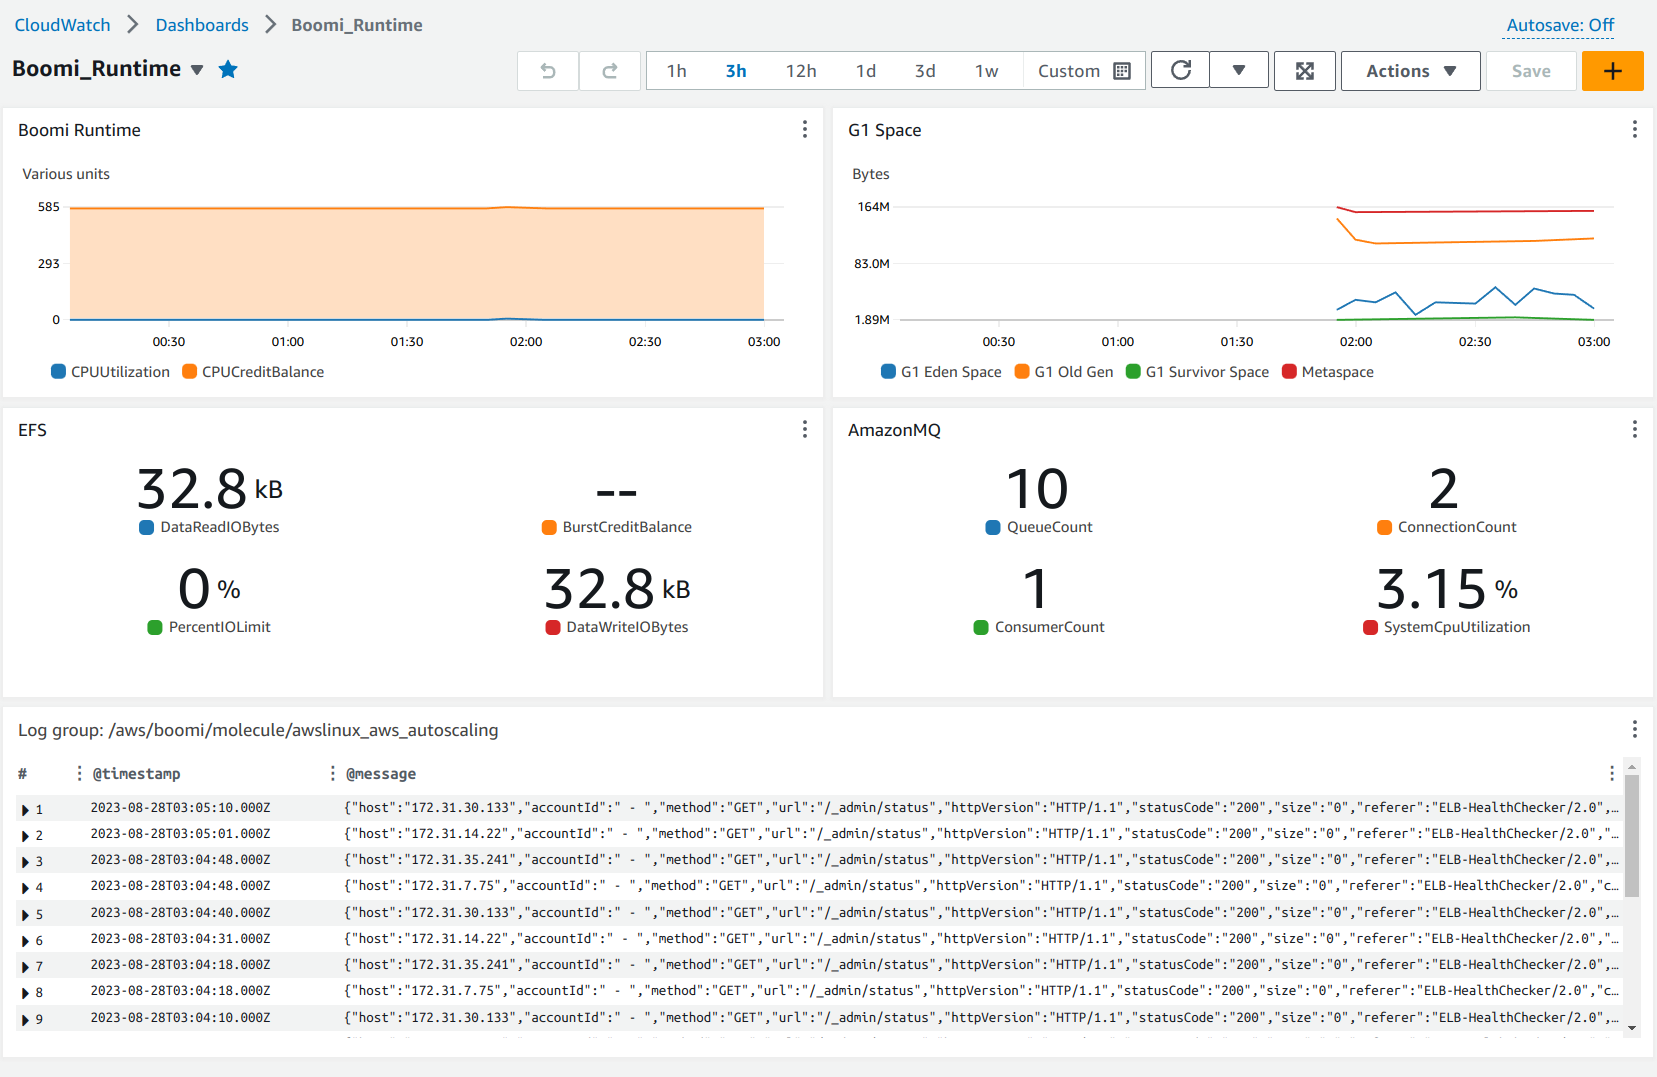 CloudWatch > Dashboards > Boomi_Runtime
Autosave: Off
Boomi_Runtime
1h 3h 12h 1d 3d 1w Custom
Actions
Save
+
Boomi Runtime
Various units
585
293
0
00:30 01:00 01:30 02:00 02:30 03:00
CPUUtilization CPUCreditBalance
G1 Space
Bytes
164M
83.0M
1.89M
00:30 01:00 01:30 02:00 02:30 03:00
G1 Eden Space G1 Old Gen G1 Survivor Space Metaspace
EFS
32.8 kB
DataReadIOBytes
--
BurstCreditBalance
0 %
PercentIOLimit
32.8 kB
DataWriteIOBytes
AmazonMQ
10
QueueCount
2
ConnectionCount
1
ConsumerCount
3.15 %
SystemCpuUtilization
Log group: /aws/boomi/molecule/awslinux_aws_autoscaling
# @timestamp @message
1 2023-08-28T03:05:10.000Z {"host":"172.31.30.133","accountId":" - ","method":"GET","url":"/_admin/status","httpVersion":"HTTP/1.1","statusCode":"200","size":"0","referer":"ELB-HealthChecker/2.0",…
2 2023-08-28T03:05:01.000Z {"host":"172.31.14.22","accountId":" - ","method":"GET","url":"/_admin/status","httpVersion":"HTTP/1.1","statusCode":"200","size":"0","referer":"ELB-HealthChecker/2.0","…
3 2023-08-28T03:04:48.000Z {"host":"172.31.35.241","accountId":" - ","method":"GET","url":"/_admin/status","httpVersion":"HTTP/1.1","statusCode":"200","size":"0","referer":"ELB-HealthChecker/2.0",…
4 2023-08-28T03:04:48.000Z {"host":"172.31.7.75","accountId":" - ","method":"GET","url":"/_admin/status","httpVersion":"HTTP/1.1","statusCode":"200","size":"0","referer":"ELB-HealthChecker/2.0","c…
5 2023-08-28T03:04:40.000Z {"host":"172.31.30.133","accountId":" - ","method":"GET","url":"/_admin/status","httpVersion":"HTTP/1.1","statusCode":"200","size":"0","referer":"ELB-HealthChecker/2.0",…
6 2023-08-28T03:04:31.000Z {"host":"172.31.14.22","accountId":" - ","method":"GET","url":"/_admin/status","httpVersion":"HTTP/1.1","statusCode":"200","size":"0","referer":"ELB-HealthChecker/2.0","…
7 2023-08-28T03:04:18.000Z {"host":"172.31.35.241","accountId":" - ","method":"GET","url":"/_admin/status","httpVersion":"HTTP/1.1","statusCode":"200","size":"0","referer":"ELB-HealthChecker/2.0",…
8 2023-08-28T03:04:18.000Z {"host":"172.31.7.75","accountId":" - ","method":"GET","url":"/_admin/status","httpVersion":"HTTP/1.1","statusCode":"200","size":"0","referer":"ELB-HealthChecker/2.0","c…
9 2023-08-28T03:04:10.000Z {"host":"172.31.30.133","accountId":" - ","method":"GET","url":"/_admin/status","httpVersion":"HTTP/1.1","statusCode":"200","size":"0","referer":"ELB-HealthChecker/2.0",…